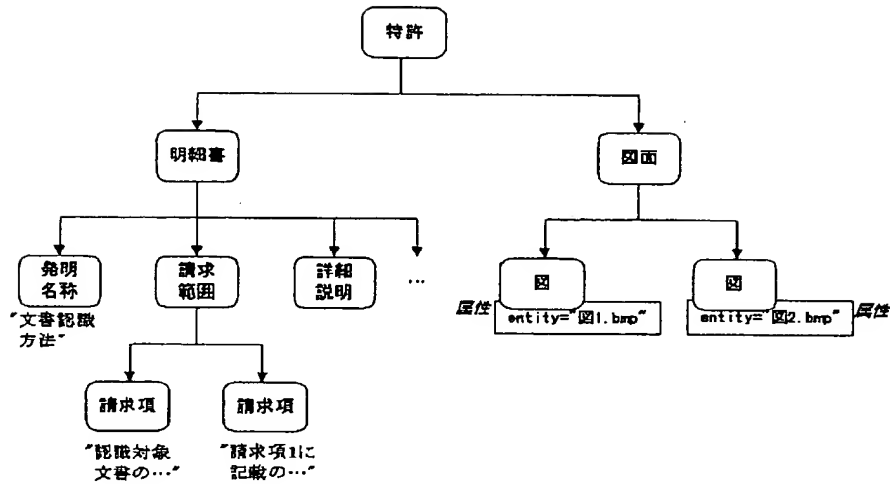 特許
明細書
図面
発明
名称
請求
範囲
詳細
説明
…
図
図
"文書認識
方法"
属性
entity="図1.bmp"
entity="図2.bmp"
属性
請求項
請求項
"認識対象
文書の…"
"請求項1に
記載の…"